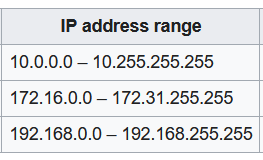 IP address range
10.0.0.0 – 10.255.255.255
172.16.0.0 – 172.31.255.255
192.168.0.0 – 192.168.255.255